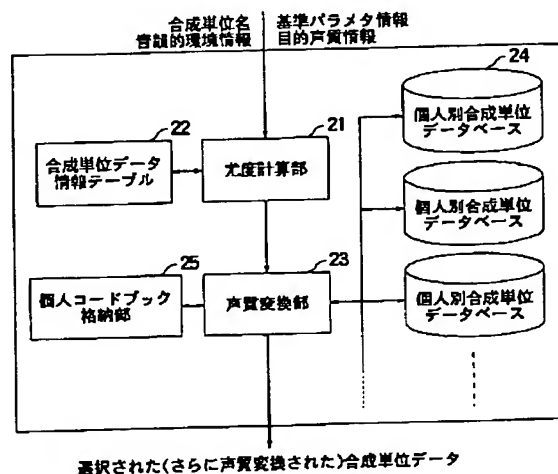 合成単位名
音韻的環境情報
基準パラメタ情報
目的声質情報
24
個人別合成単位
データベース
22
21
合成単位データ
情報テーブル
尤度計算部
個人別合成単位
データベース
25
23
個人コードブック
格納部
声質変換部
個人別合成単位
データベース
選択された(さらに声質変換された)合成単位データ